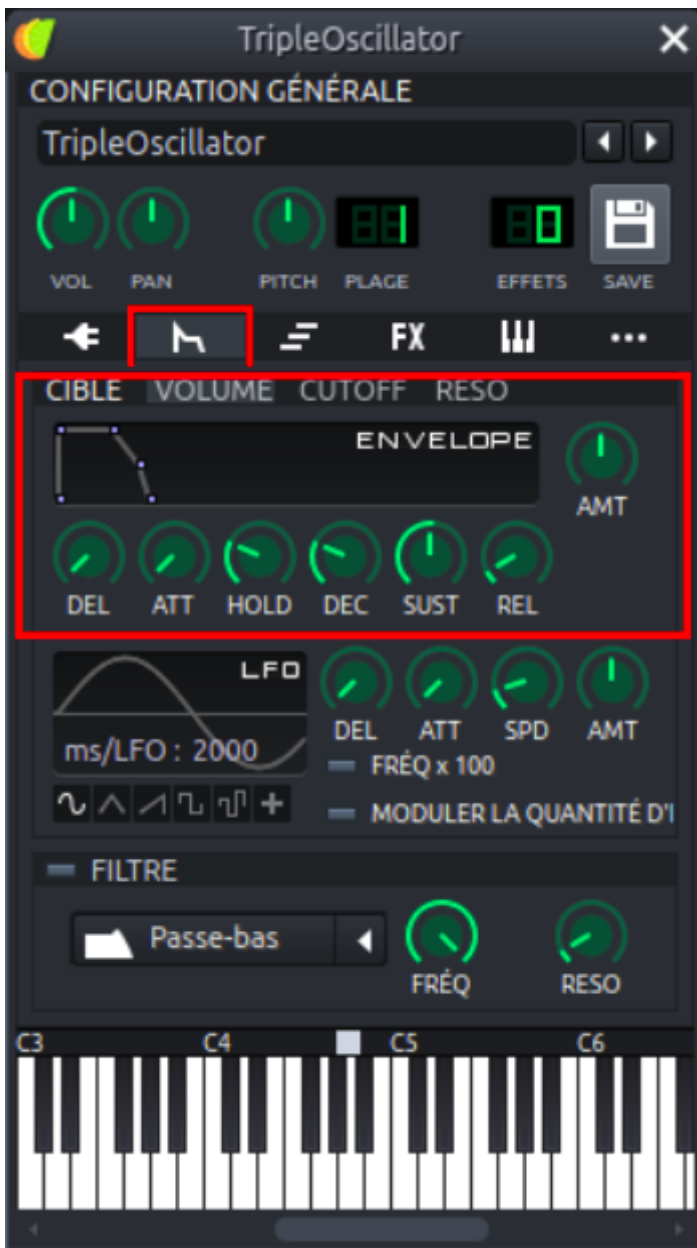 TripleOscillator
CONFIGURATION GÉNÉRALE
TripleOscillator
VOL PAN PITCH PLAGE EFFETS SAVE
1 0
FX
CIBLE VOLUME CUTOFF RESO
ENVELOPE
AMT
DEL ATT HOLD DEC SUST REL
LFO
DEL ATT SPD AMT
ms/LFO : 2000
FRÉQ x 100
MODULER LA QUANTITÉ D'
FILTRE
Passe-bas
FRÉQ RESO
C3 C4 C5 C6